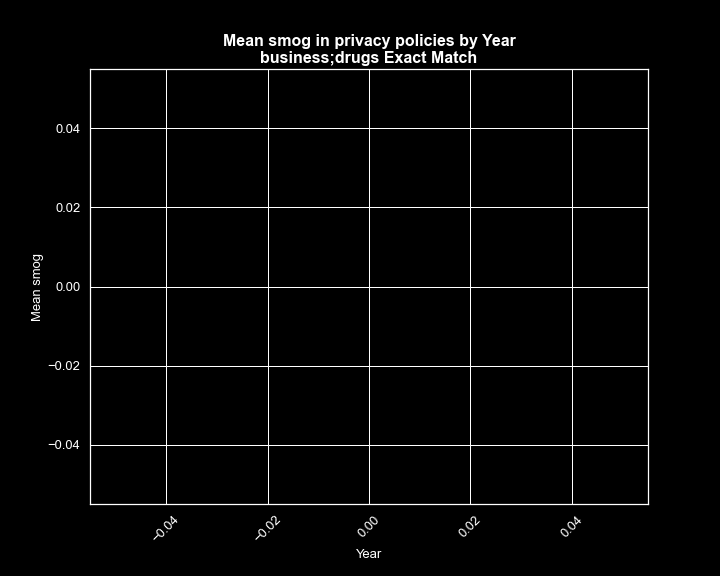 Mean smog in privacy policies by Year
business;drugs Exact Match
0.04
0.02
0.00
−0.02
−0.04
Mean smog
−0.04
−0.02
0.00
0.02
0.04
Year